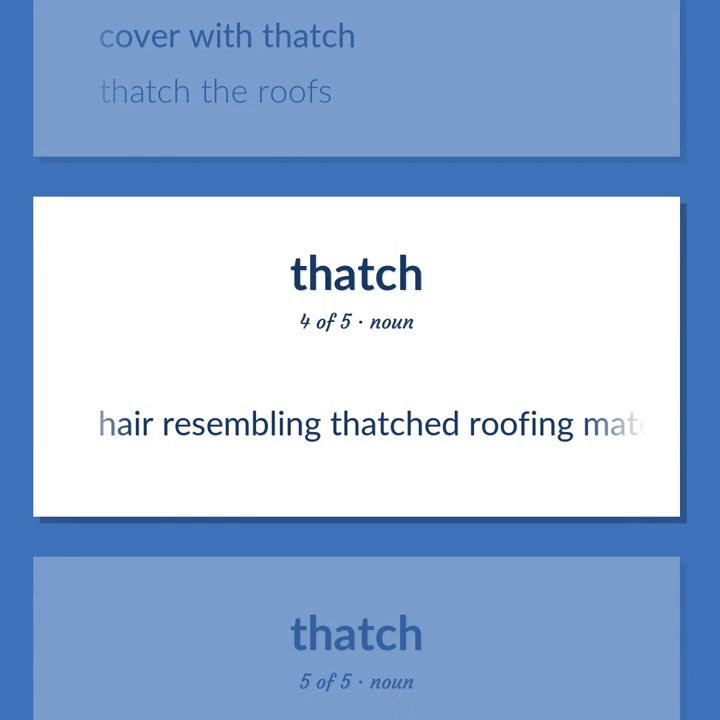 cover with thatch
thatch the roofs
thatch
4 of 5 · noun
hair resembling thatched roofing
thatch
5 of 5 · noun